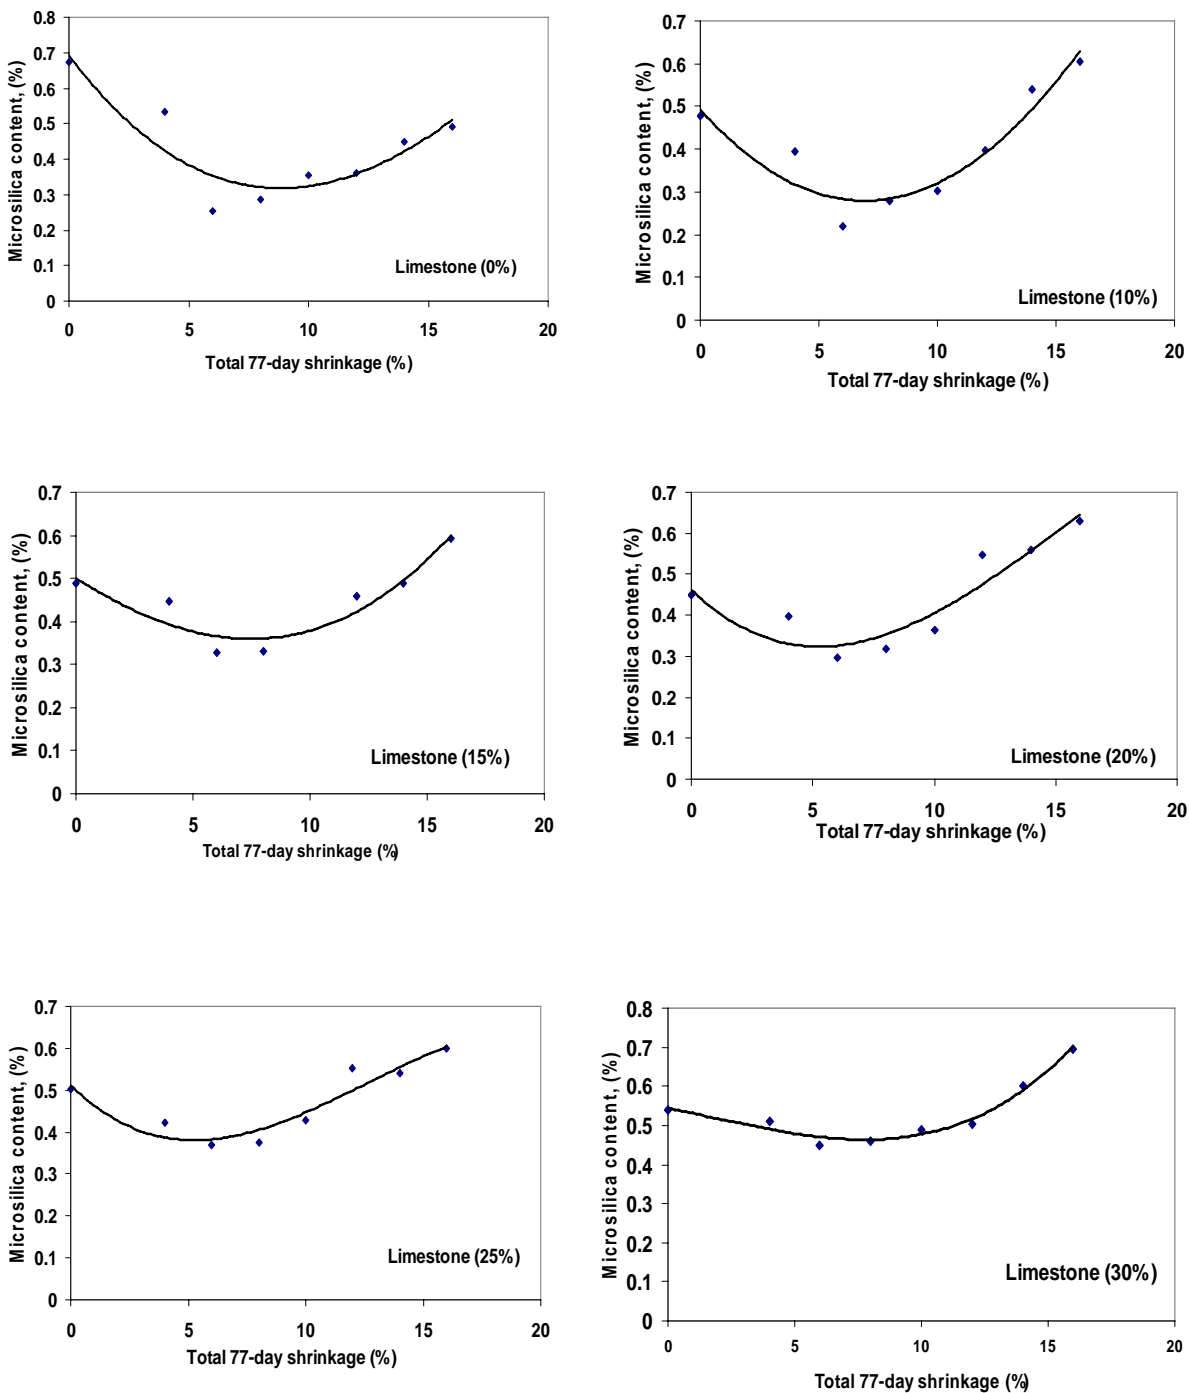 0.8
0.7
0.6
0.5
0.4
0.3
0.2
0.1
0
Microsilica content, (%)
Limestone (0%)
0 5 10 15 20
Total 77-day shrinkage (%)
0.7
0.6
0.5
0.4
0.3
0.2
0.1
0
Microsilica content, (%)
Limestone (10%)
0 5 10 15 20
Total 77-day shrinkage (%)
0.7
0.6
0.5
0.4
0.3
0.2
0.1
0
Microsilica content, (%)
Limestone (15%)
0 5 10 15 20
Total 77-day shrinkage (%)
0.7
0.6
0.5
0.4
0.3
0.2
0.1
0
Microsilica content, (%)
Limestone (20%)
0 5 10 15 20
Total 77-day shrinkage (%)
0.7
0.6
0.5
0.4
0.3
0.2
0.1
0
Microsilica content, (%)
Limestone (25%)
0 5 10 15 20
Total 77-day shrinkage (%)
0.8
0.7
0.6
0.5
0.4
0.3
0.2
0.1
0
Microsilica content, (%)
Limestone (30%)
0 5 10 15 20
Total 77-day shrinkage (%)